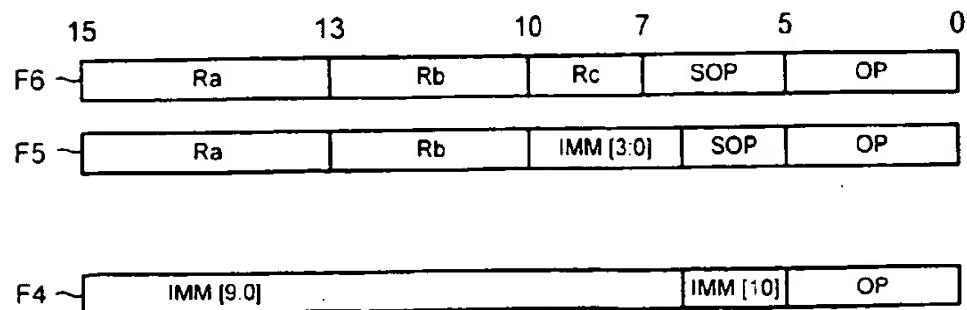 15 13 10 7 5 0
F6 Ra Rb Rc SOP OP
F5 Ra Rb IMM [3:0] SOP OP
F4 IMM [9.0] IMM [10] OP